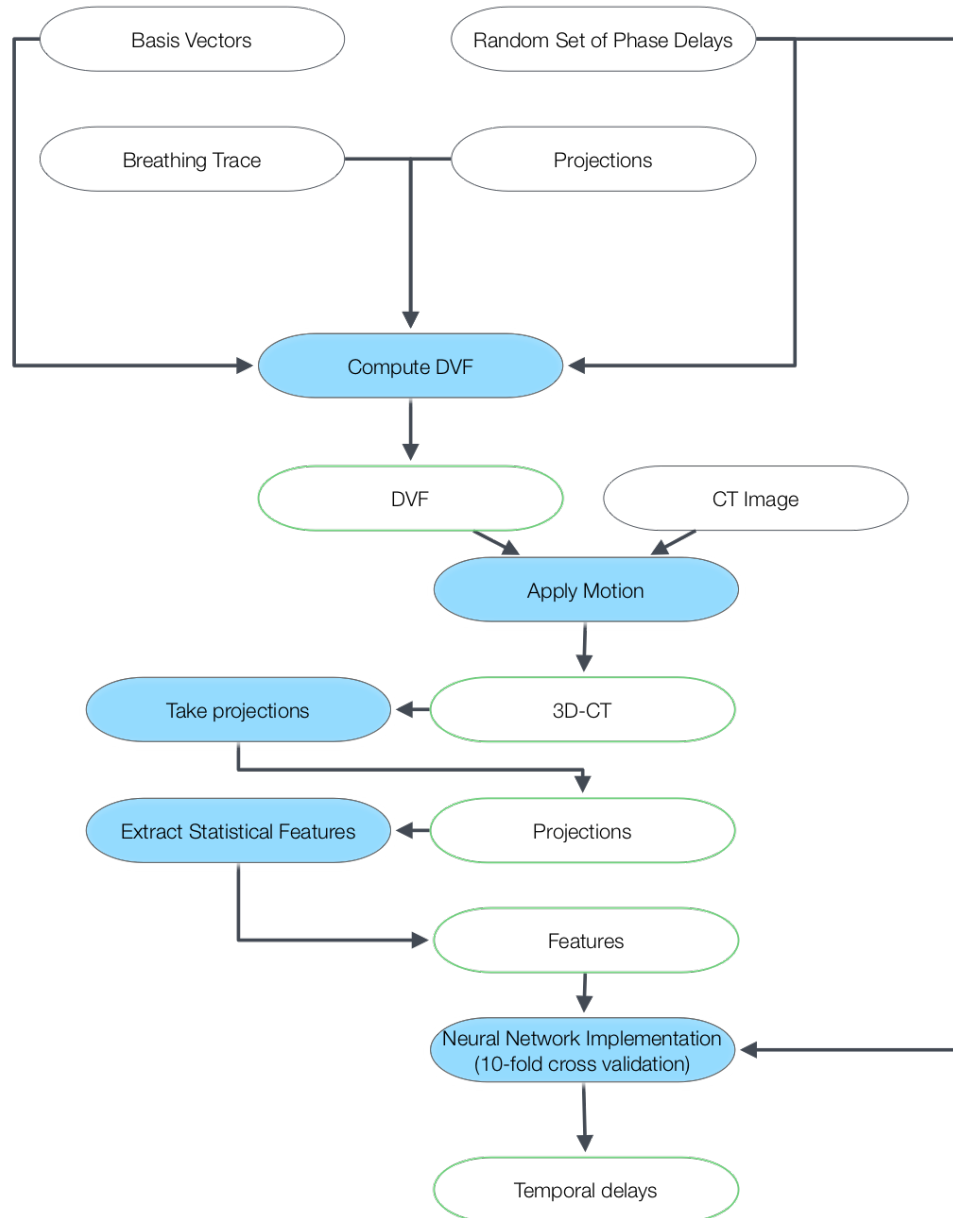 Basis Vectors
Random Set of Phase Delays
Breathing Trace
Projections
Compute DVF
DVF
CT Image
Apply Motion
Take projections
3D-CT
Extract Statistical Features
Projections
Features
Neural Network Implementation
(10-fold cross validation)
Temporal delays